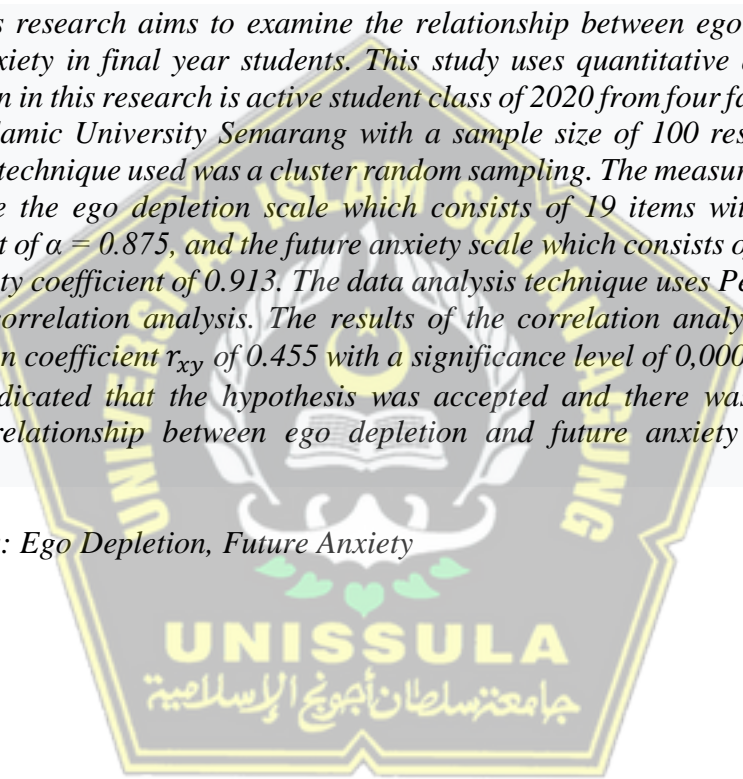 s research aims to examine the relationship between ego
xiety in final year students. This study uses quantitative
n in this research is active student class of 2020 from four fa
lamic University Semarang with a sample size of 100 res
technique used was a cluster random sampling. The measur
e the ego depletion scale which consists of 19 items wit
t of α = 0.875, and the future anxiety scale which consists o
ty coefficient of 0.913. The data analysis technique uses Pe
correlation analysis. The results of the correlation analy
n coefficient rxy of 0.455 with a significance level of 0,000
dicated that the hypothesis was accepted and there was
relationship between ego depletion and future anxiety
: Ego Depletion, Future Anxiety
UNIVERSITAS ISLAM SULTAN AGUNG
UNISSULA
جامعتسلطان أجونج الإسلامية